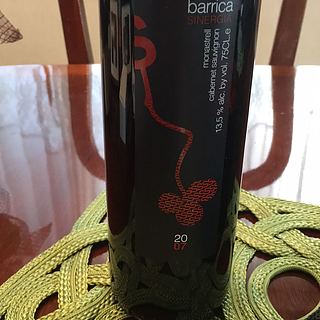 barrica
SINERGIA
monastrell
cabernet sauvignon
13.5 % alc. by vol. 75CL.e
20
07